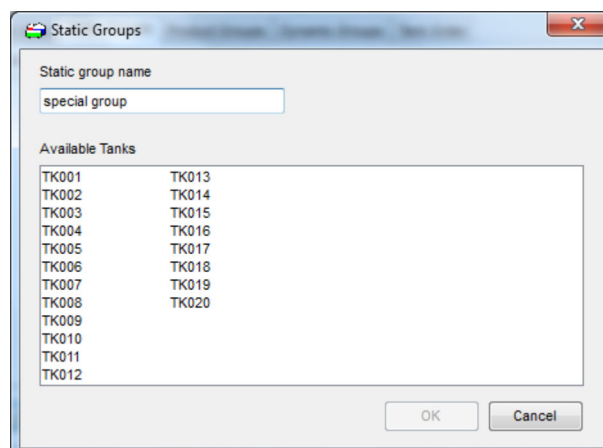 Static Groups
Static group name
special group
Available Tanks
TK001 TK013
TK002 TK014
TK003 TK015
TK004 TK016
TK005 TK017
TK006 TK018
TK007 TK019
TK008 TK020
TK009
TK010
TK011
TK012
OK Cancel